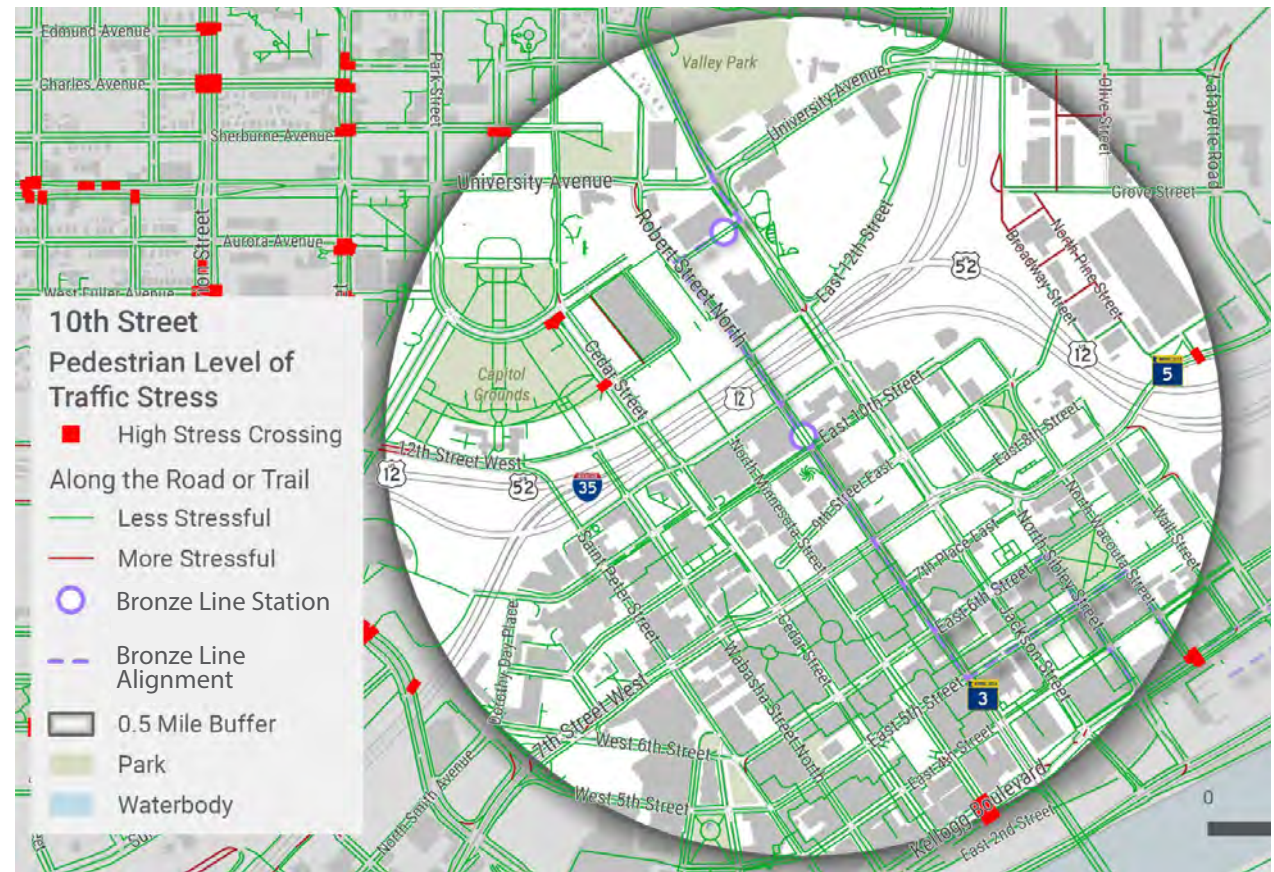 Edmund Avenue
Charles Avenue
Park Street
Sherburne Avenue
Valley Park
University Avenue
Olive Street
Lafayette Road
University Avenue
Grove Street
Aurora Avenue
Robert Street North
East 12th Street
Broadway Street
North Pine Street
52
12
5
West Fuller Avenue
10th Street
Pedestrian Level of
Traffic Stress
High Stress Crossing
Along the Road or Trail
Less Stressful
More Stressful
Bronze Line Station
Bronze Line
Alignment
0.5 Mile Buffer
Park
Waterbody
Capitol
Grounds
Cedar Street
12
East 10th Street
East 8th Street
12th Street West
12
52
35
North Minnesota Street
9th Street East
7th Place East
North Wacouta Street
Wall Street
North Sibley Street
Saint Peter Street
East 6th Street
Jackson Street
Cedar Street
Dorothy Day Place
Wabasha Street North
3
East 5th Street
7th Street West
West 6th Street
East 4th Street
West 5th Street
Kellogg Boulevard
East 2nd Street
North Smith Avenue
0